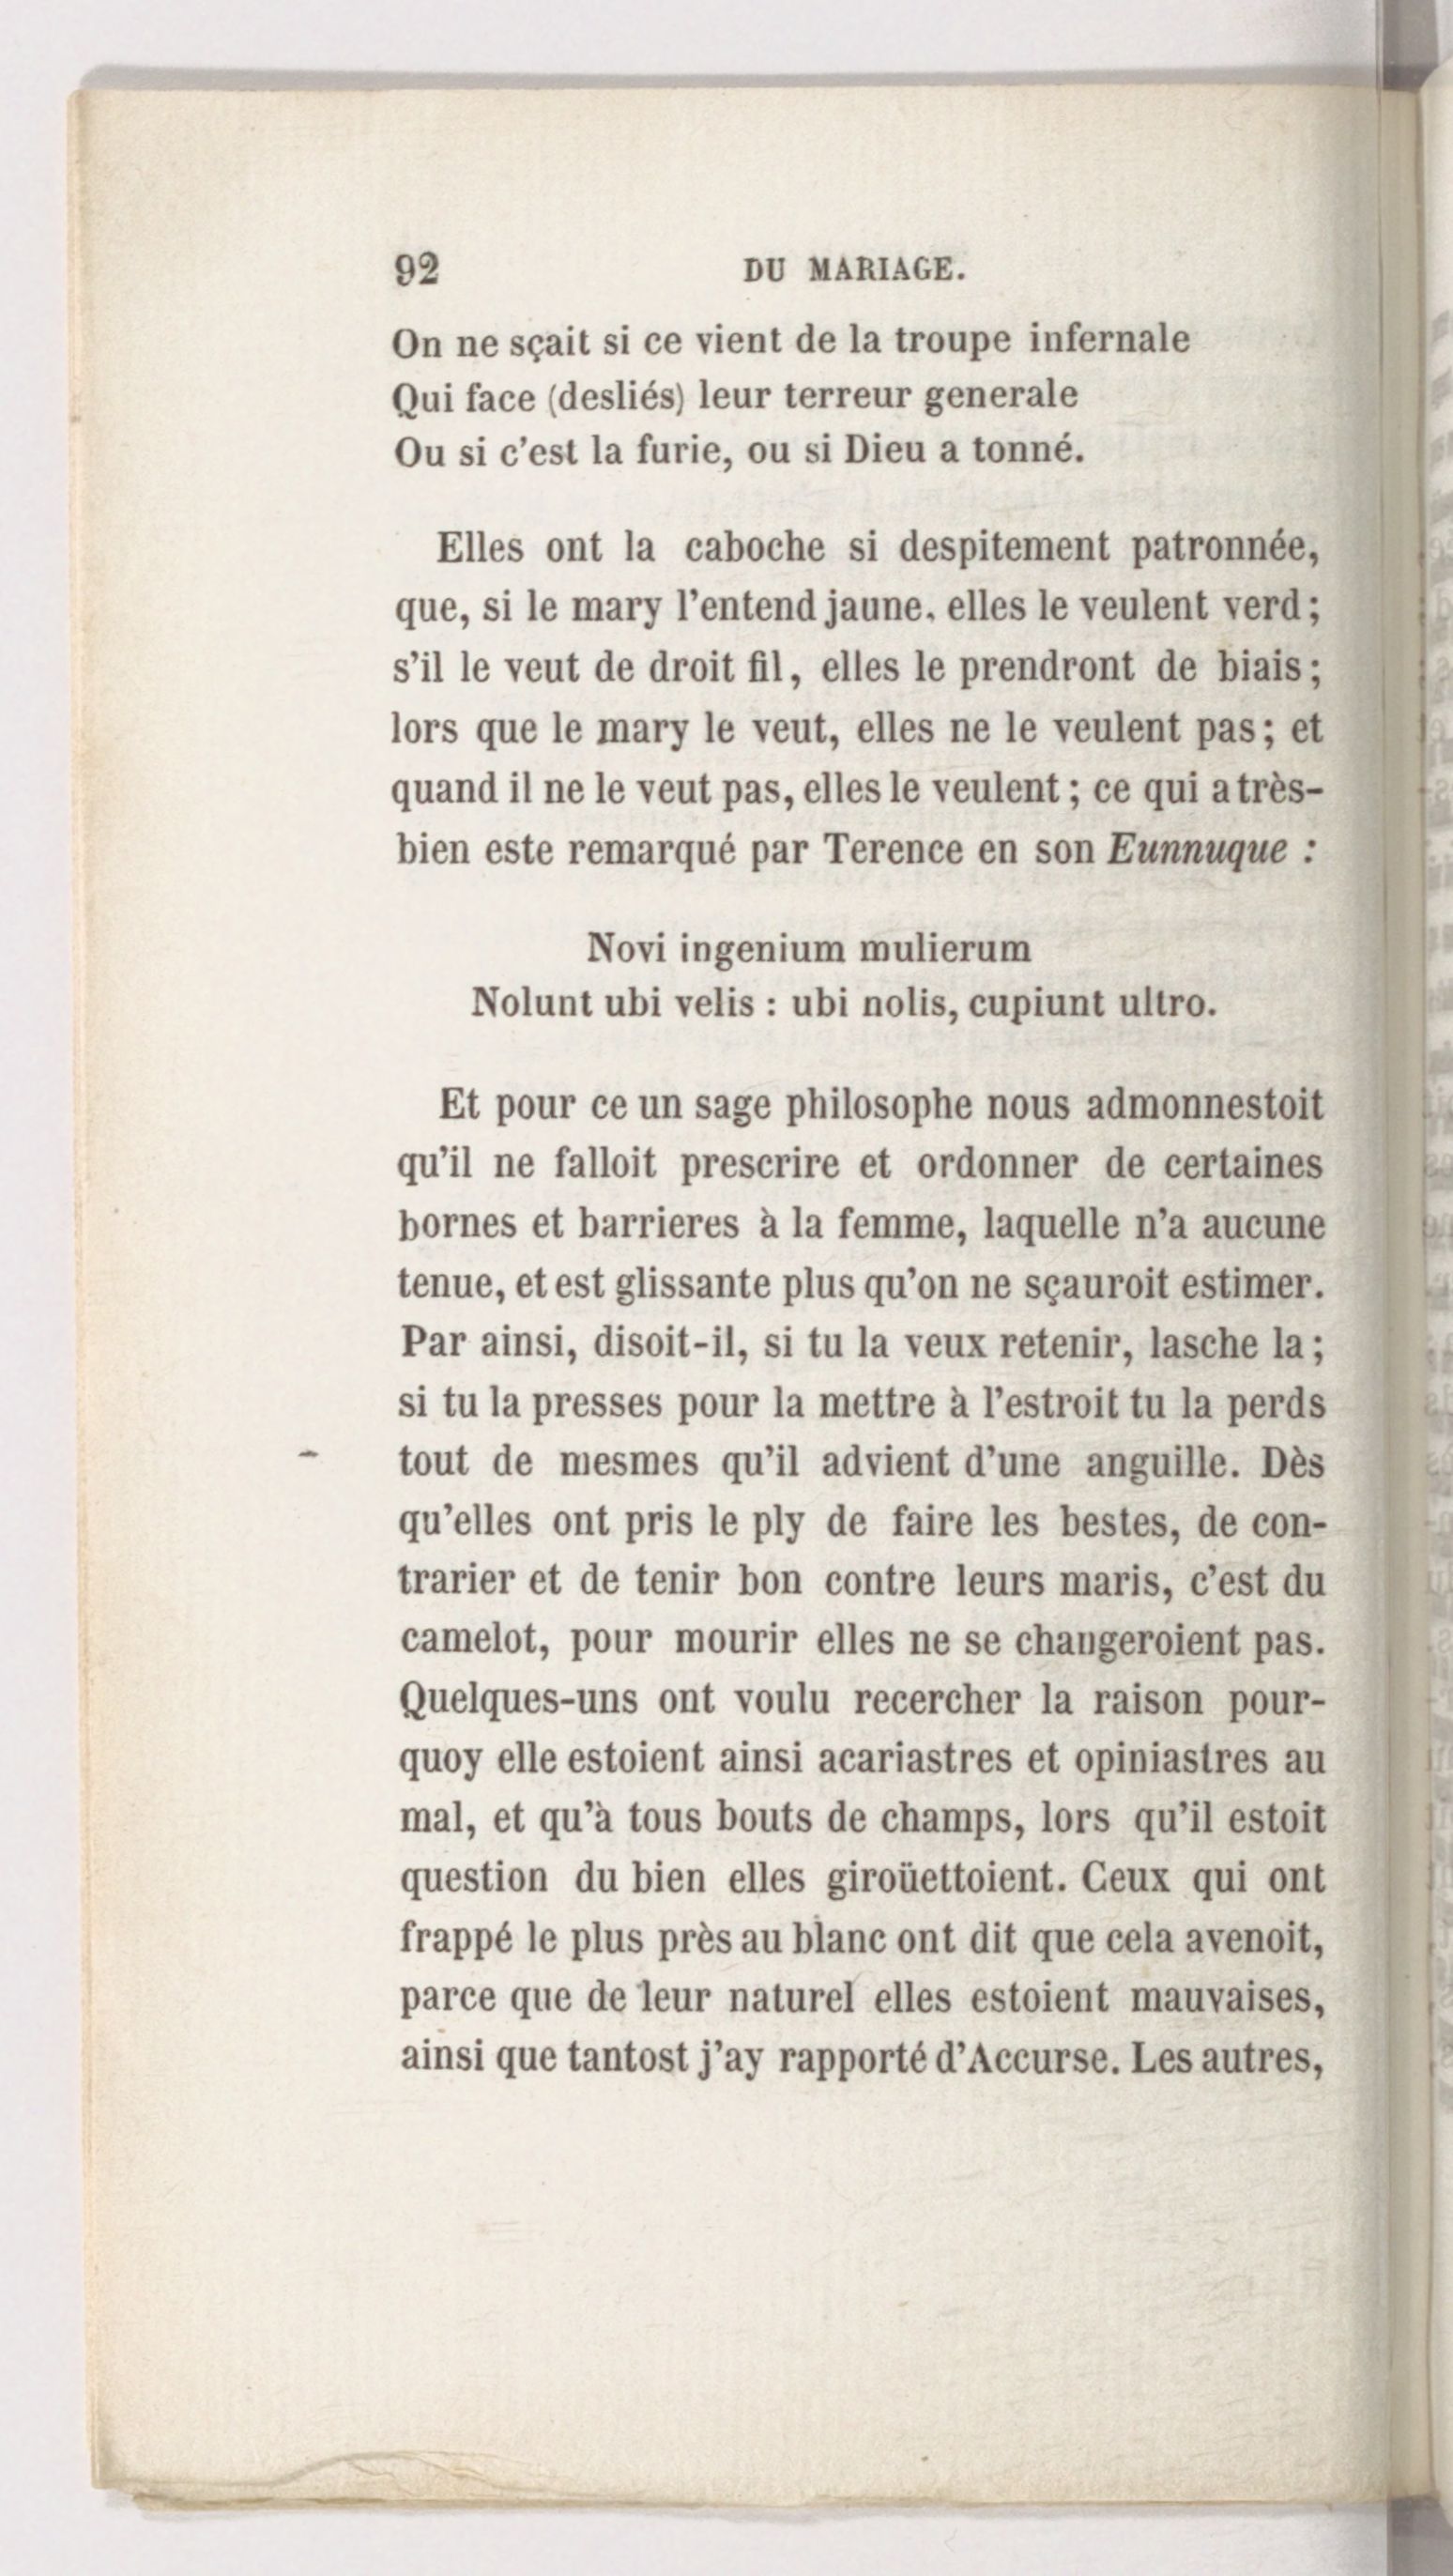 92 DU MARIAGE.
On ne sçait si ce vient de la troupe infernale
Qui face (desliés) leur terreur generale
Ou si c'est la furie, ou si Dieu a tonné.
Elles ont la caboche si despitement patronnée,
que, si le mary l'entend jaune, elles le veulent verd;
s'il le veut de droit fil, elles le prendront de biais;
lors que le mary le veut, elles ne le veulent pas; et
quand il ne le veut pas, elles le veulent; ce qui a très-
bien este remarqué par Terence en son Eunnuque :
Novi ingenium mulierum
Nolunt ubi velis : ubi nolis, cupiunt ultro.
Et pour ce un sage philosophe nous admonnestoit
qu'il ne falloit prescrire et ordonner de certaines
bornes et barrieres à la femme, laquelle n'a aucune
tenue, et est glissante plus qu'on ne sçauroit estimer.
Par ainsi, disoit-il, si tu la veux retenir, lasche la;
si tu la presses pour la mettre à l'estroit tu la perds
tout de mesmes qu'il advient d'une anguille. Dès
qu'elles ont pris le ply de faire les bestes, de con-
trarier et de tenir bon contre leurs maris, c'est du
camelot, pour mourir elles ne se changeroient pas.
Quelques-uns ont voulu recercher la raison pour-
quoy elle estoient ainsi acariastres et opiniastres au
mal, et qu'à tous bouts de champs, lors qu'il estoit
question du bien elles giroüettoient. Ceux qui ont
frappé le plus près au blanc ont dit que cela avenoit,
parce que de leur naturel elles estoient mauvaises,
ainsi que tantost j'ay rapporté d'Accurse. Les autres,